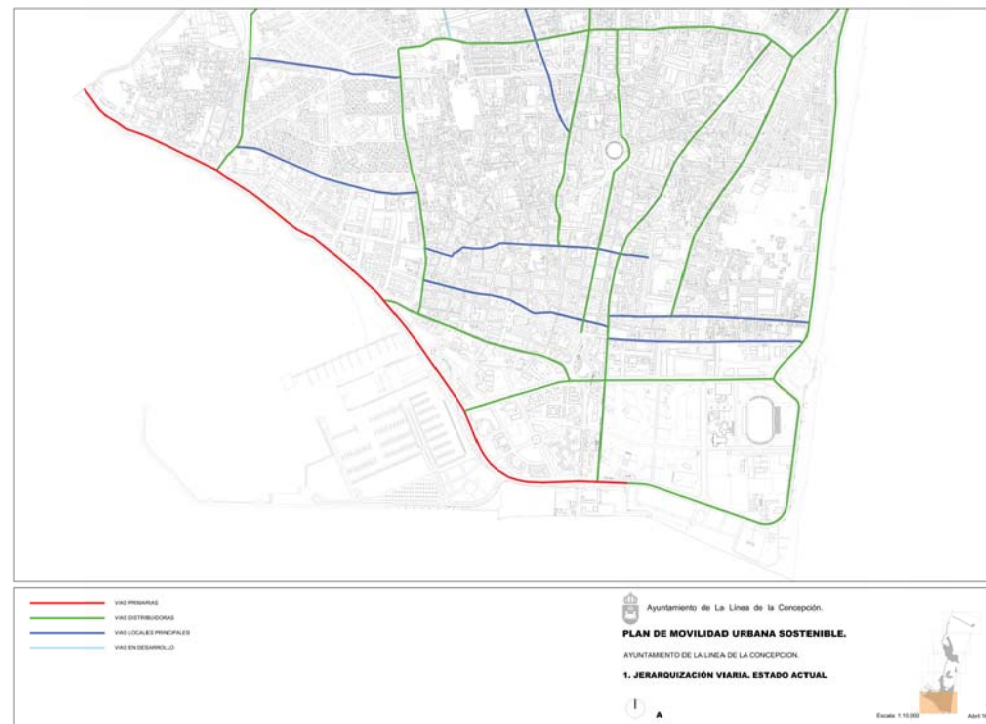 VIAS PRIMARIAS
VIAS DISTRIBUIDORAS
VIAS LOCALES PRINCIPALES
VIAS EN DESARROLLO
Ayuntamiento de La Línea de la Concepción.
PLAN DE MOVILIDAD URBANA SOSTENIBLE.
AYUNTAMIENTO DE LA LINEA DE LA CONCEPCION.
1. JERARQUIZACIÓN VIARIA. ESTADO ACTUAL
A
Escala: 1:10.000
Abril